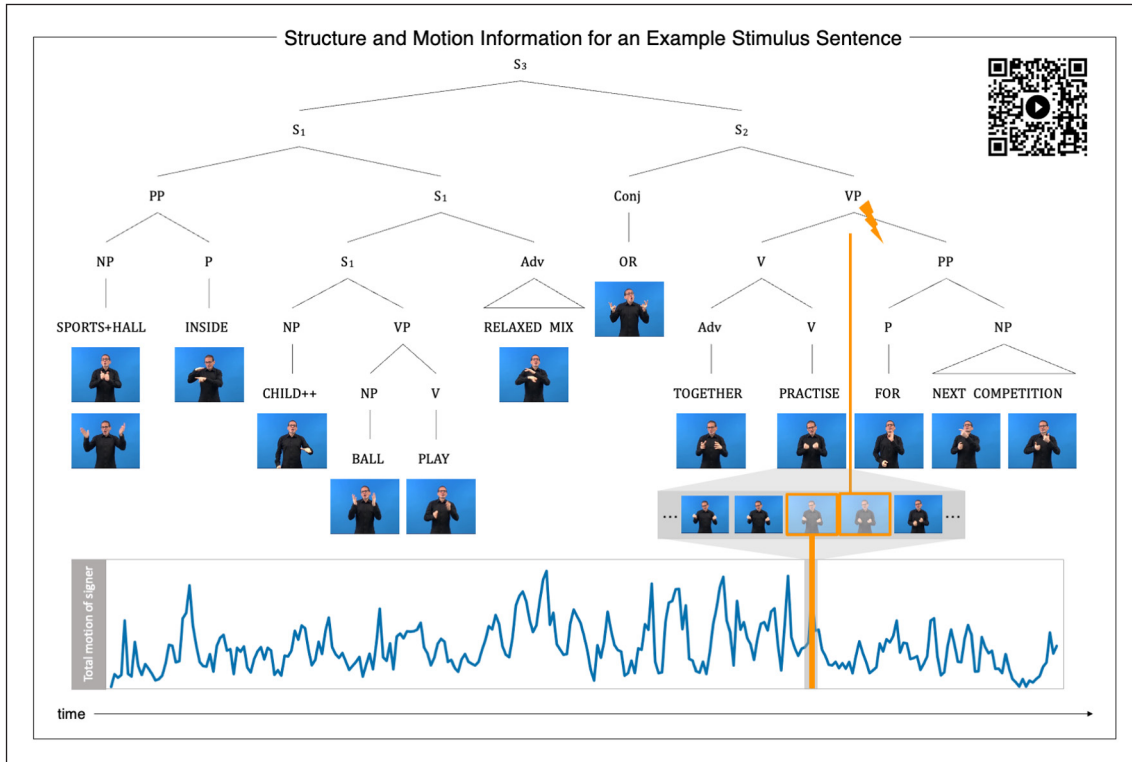 Structure and Motion Information for an Example Stimulus Sentence
S₃
S₁ S₂
PP S₁ Conj VP
NP P S₁ Adv OR V PP
SPORTS+HALL INSIDE NP VP RELAXED MIX Adv V P NP
CHILD++ NP V TOGETHER PRACTISE FOR NEXT COMPETITION
BALL PLAY
... ...
Total motion of signer
time